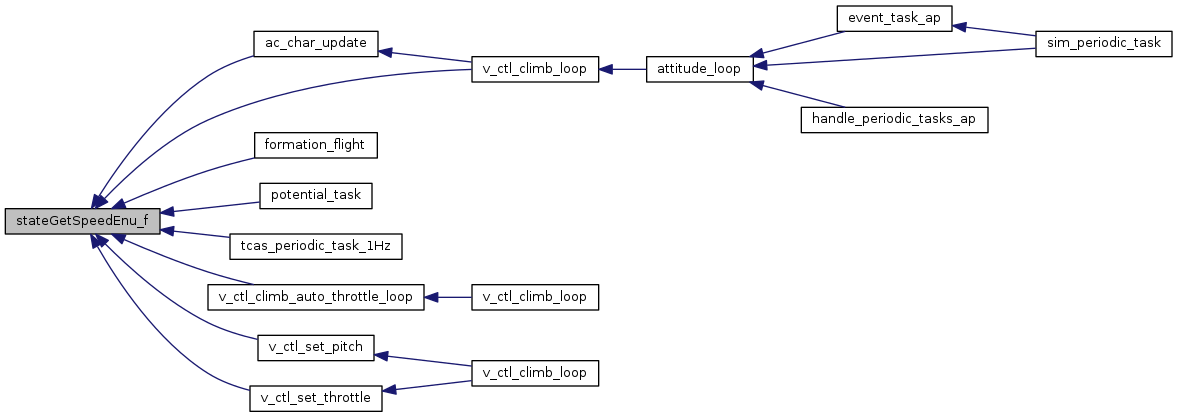 event_task_ap
ac_char_update
sim_periodic_task
v_ctl_climb_loop
attitude_loop
handle_periodic_tasks_ap
formation_flight
potential_task
stateGetSpeedEnu_f
tcas_periodic_task_1Hz
v_ctl_climb_auto_throttle_loop
v_ctl_climb_loop
v_ctl_set_pitch
v_ctl_climb_loop
v_ctl_set_throttle